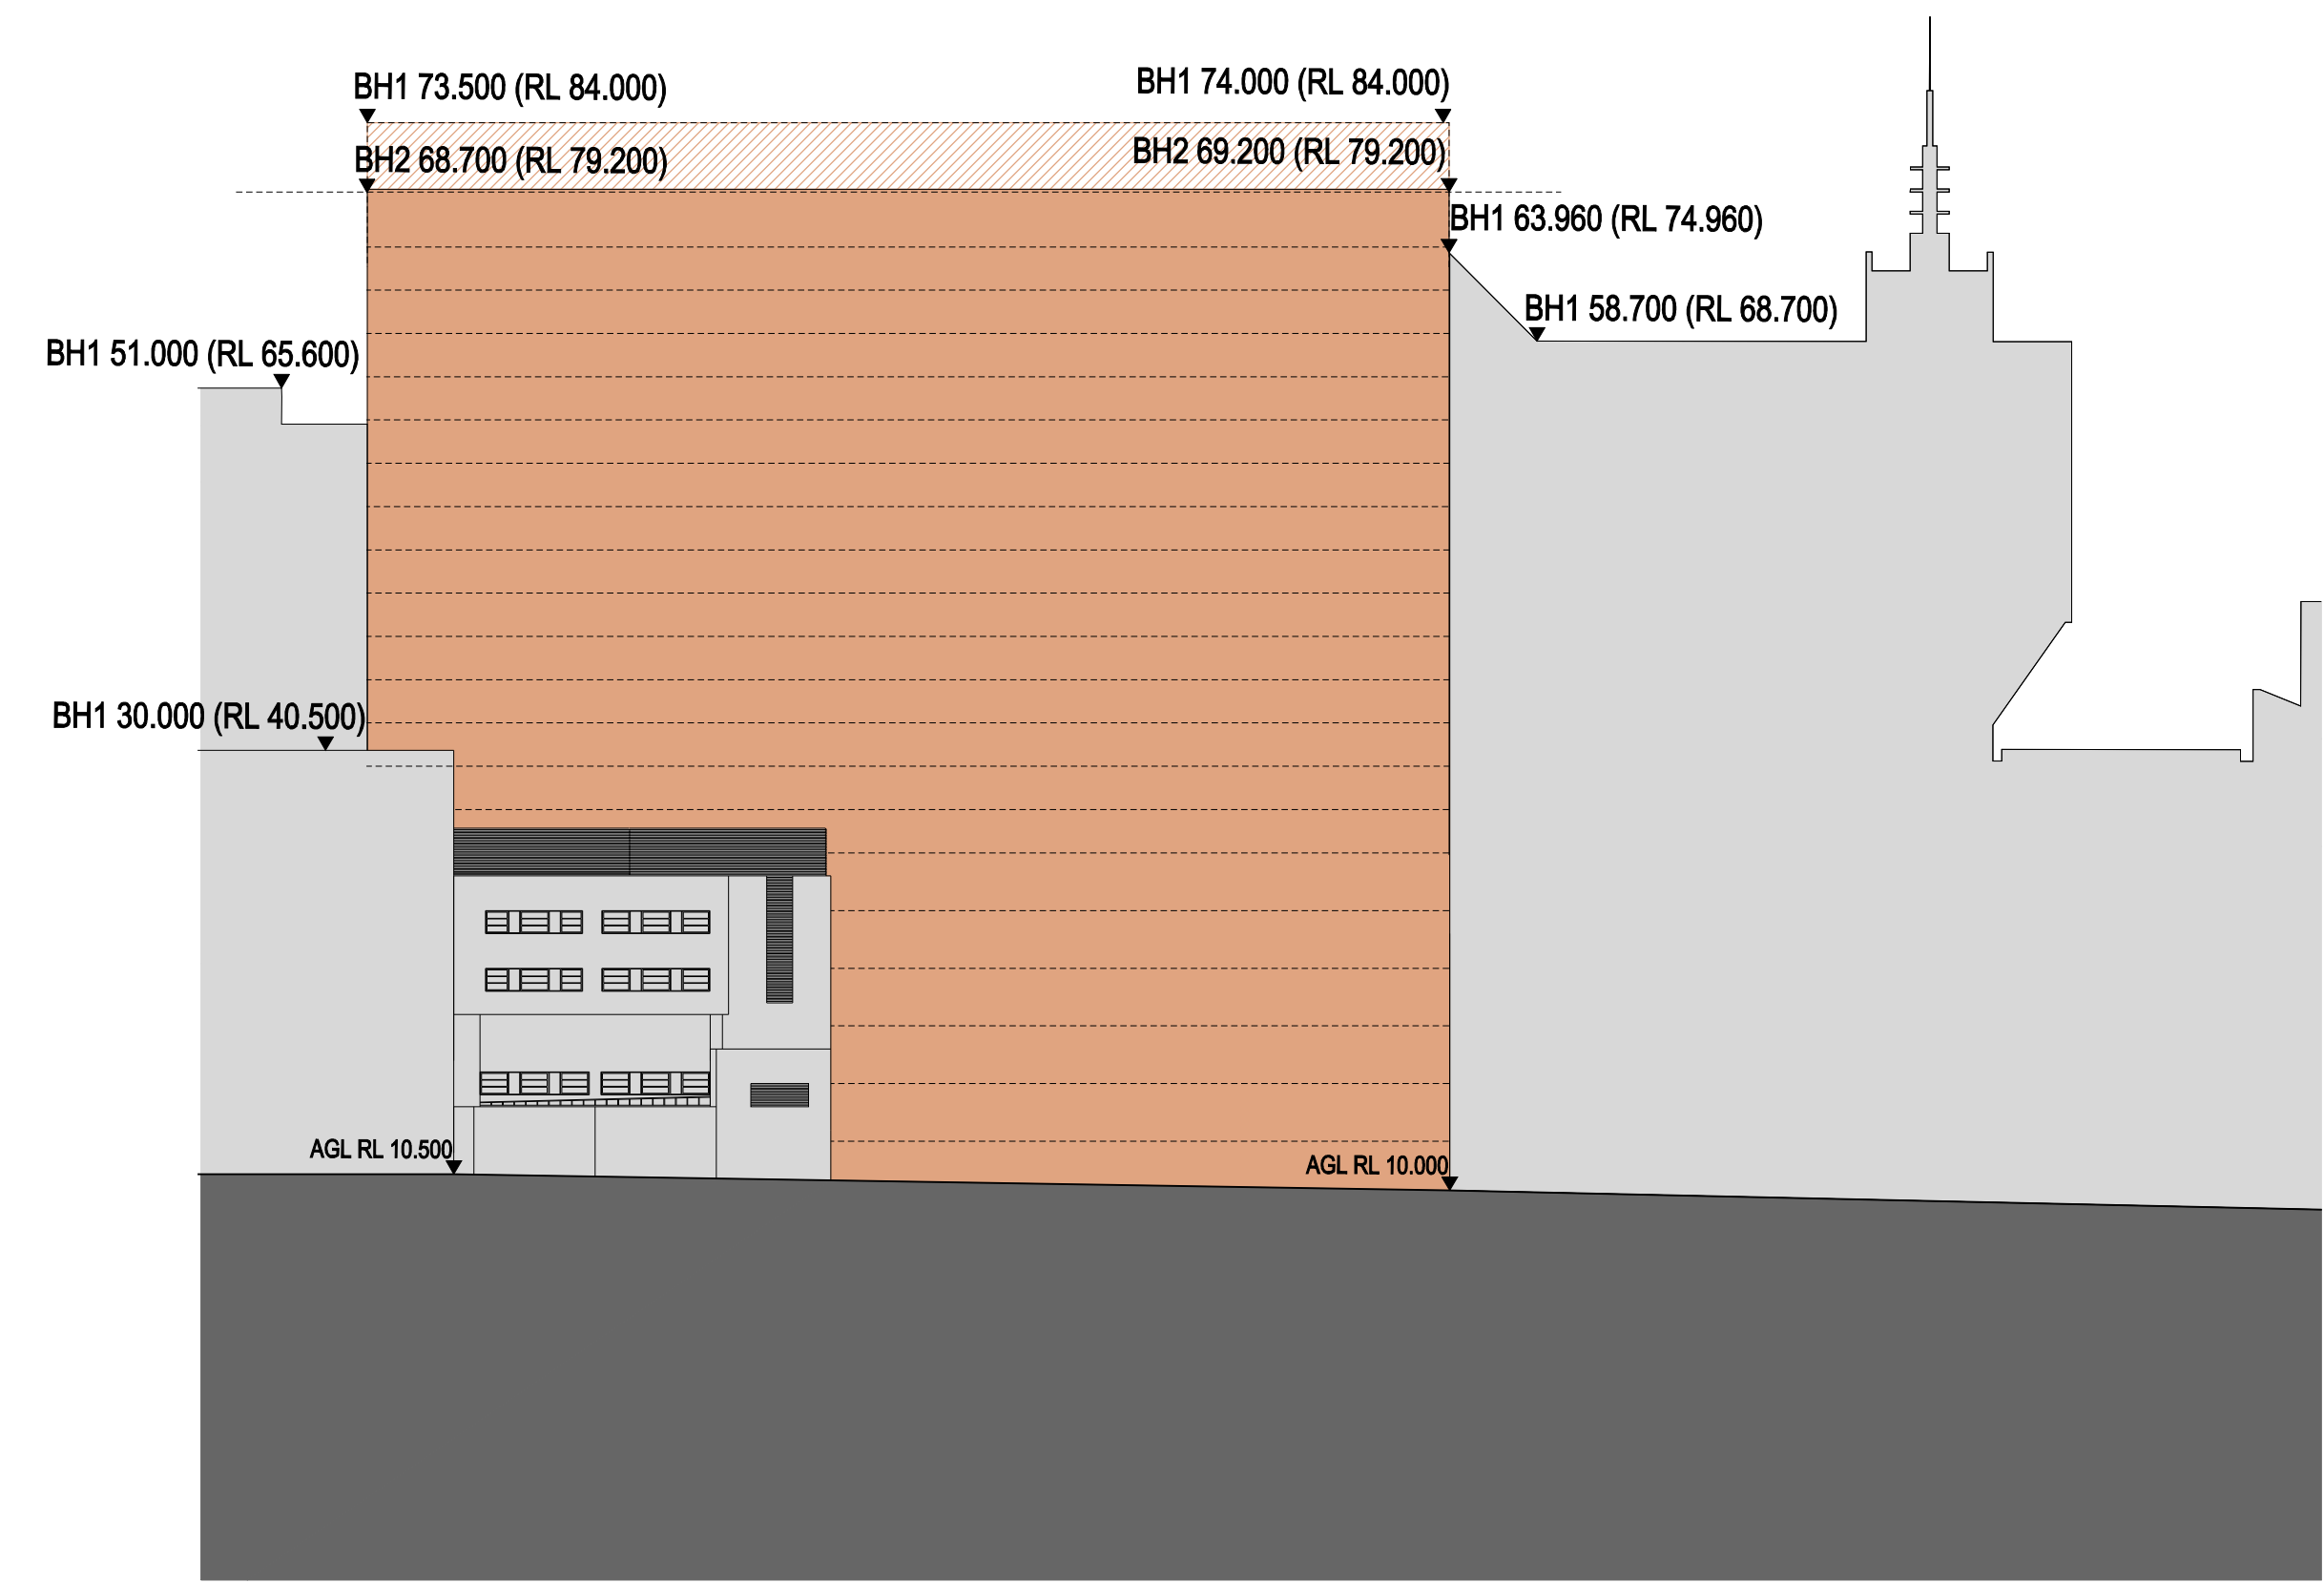 BH1 73.500 (RL 84.000)
BH1 74.000 (RL 84.000)
BH2 68.700 (RL 79.200)
BH2 69.200 (RL 79.200)
BH1 63.960 (RL 74.960)
BH1 58.700 (RL 68.700)
BH1 51.000 (RL 65.600)
BH1 30.000 (RL 40.500)
AGL RL 10.500
AGL RL 10.000